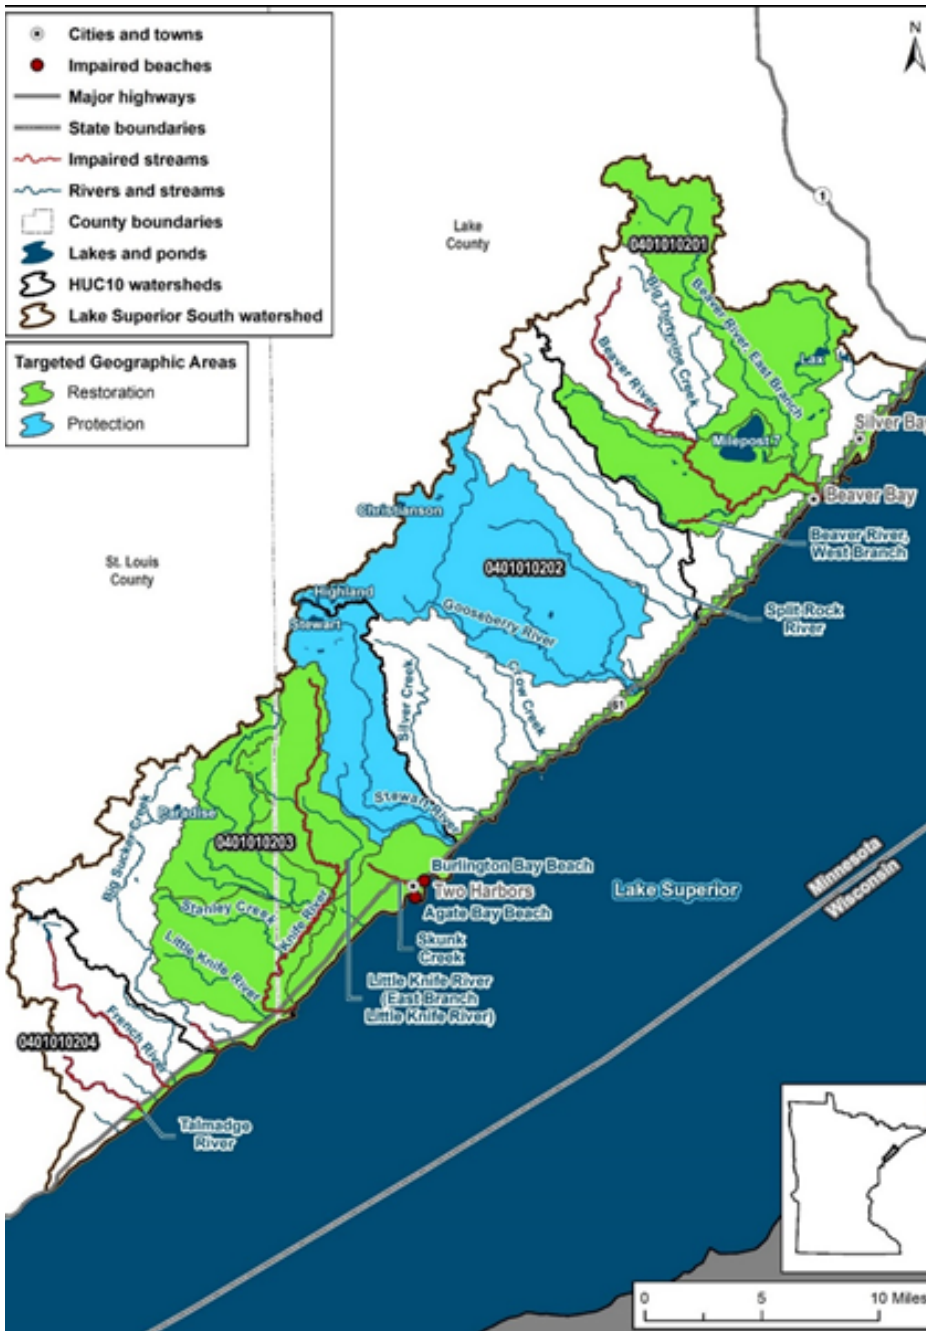 Cities and towns
Impaired beaches
Major highways
State boundaries
Impaired streams
Rivers and streams
County boundaries
Lakes and ponds
HUC10 watersheds
Lake Superior South watershed
Targeted Geographic Areas
Restoration
Protection
N
1
Lake
County
0401010201
Big Thirtynine Creek
Beaver River, East Branch
Beaver River
Lax
Milepost 7
Silver Bay
Beaver Bay
Beaver River,
West Branch
Christianson
0401010202
St. Louis
County
Highland
Stewart
Gooseberry River
Split Rock
River
Silver Creek
Crow Creek
61
Stewart River
Big Sucker Creek
Paradise
0401010203
Burlington Bay Beach
Two Harbors
Agate Bay Beach
Lake Superior
Minnesota
Wisconsin
Stanley Creek
Knife River
Skunk
Creek
Little Knife River
Little Knife River
(East Branch
Little Knife River)
French River
0401010204
Talmadge
River
0 5 10 Miles